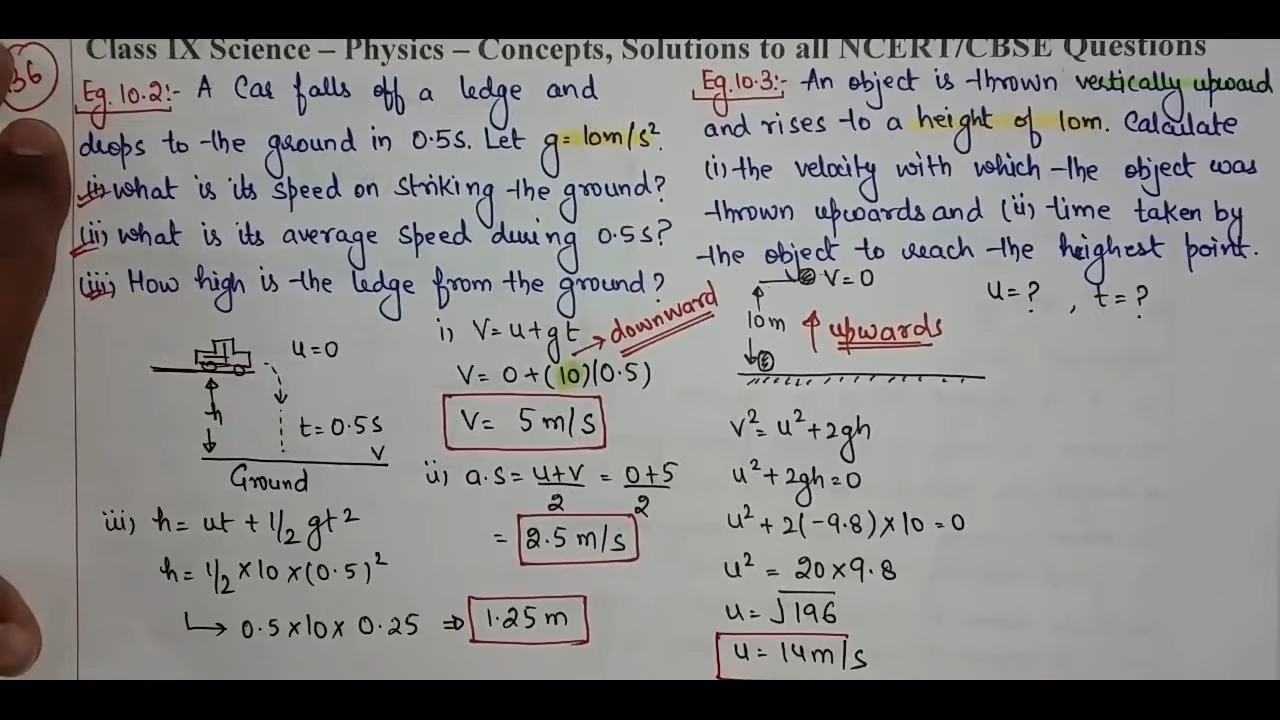 Class IX Science – Physics – Concepts, Solutions to all NCERT/CBSE Questions
36
Eg. 10.2:- A Car falls off a ledge and
drops to the ground in 0.5s. Let g = 10m/s².
(i) what is its speed on striking the ground?
(ii) what is its average speed during 0.5s?
(iii) How high is the ledge from the ground?
u=0
h
t=0.5s
V
Ground
i) V= u+gt
downward
V= 0+(10)(0.5)
V= 5m/s
ii) a.s = u+v/2 = 0+5/2
= 2.5 m/s
iii) h= ut + 1/2 gt²
h= 1/2 ×10×(0.5)²
↳ 0.5×10× 0.25 ⇒ 1.25 m
Eg. 10.3:- An object is thrown vertically upward
and rises to a height of 10m. Calculate
(i) the velocity with which the object was
thrown upwards and (ii) time taken by
the object to reach the heighest point.
V=0
u=? , t=?
10m
↑ upwards
V²= u²+2gh
u²+2gh=0
u²+2(-9.8)×10=0
u² = 20×9.8
u= √196
u= 14m/s